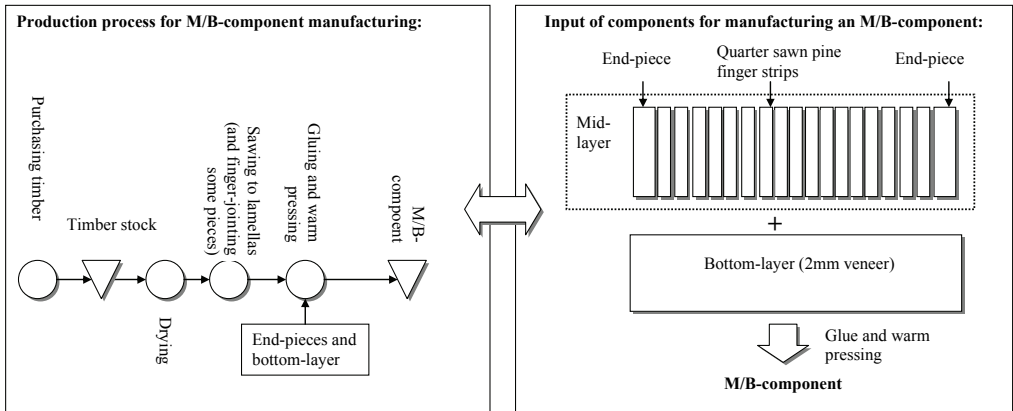 Production process for M/B-component manufacturing:
Purchasing timber
Timber stock
Drying
Sawing to lamellas
(and finger-jointing
some pieces)
Gluing and warm
pressing
M/B-
compoent
End-pieces and
bottom-layer
Input of components for manufacturing an M/B-component:
End-piece
Quarter sawn pine
finger strips
End-piece
Mid-
layer
+
Bottom-layer (2mm veneer)
Glue and warm
pressing
M/B-component